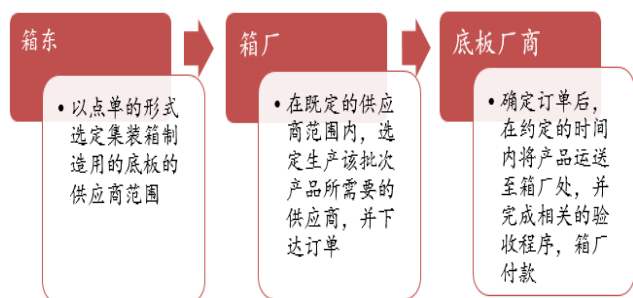 箱东
• 以点单的形式
选定集装箱制
造用的底板的
供应商范围
箱厂
• 在既定的供应
商范围内，选
定生产该批次
产品所需要的
供应商，并下
达订单
底板厂商
• 确定订单后，
在约定的时间
内将产品运送
至箱厂处，并
完成相关的验
收程序，箱厂
付款